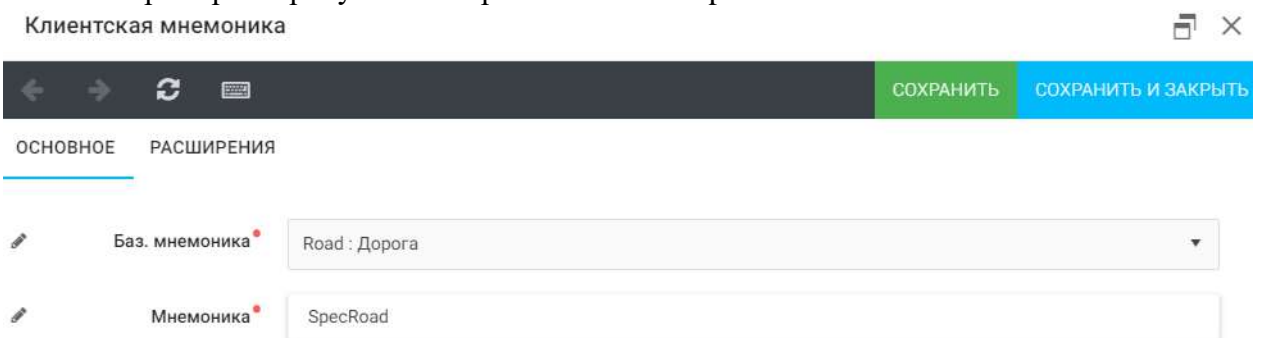 Клиентская мнемоника
СОХРАНИТЬ СОХРАНИТЬ И ЗАКРЫТЬ
ОСНОВНОЕ РАСШИРЕНИЯ
Баз. мнемоника Road : Дорога
Мнемоника SpecRoad